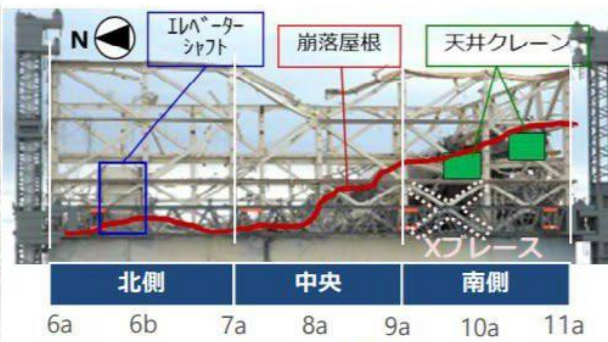 N
ｴﾚﾍﾞｰﾀｰ
ｼｬﾌﾄ
崩落屋根
天井クレーン
Xブレース
北側
中央
南側
6a
6b
7a
8a
9a
10a
11a